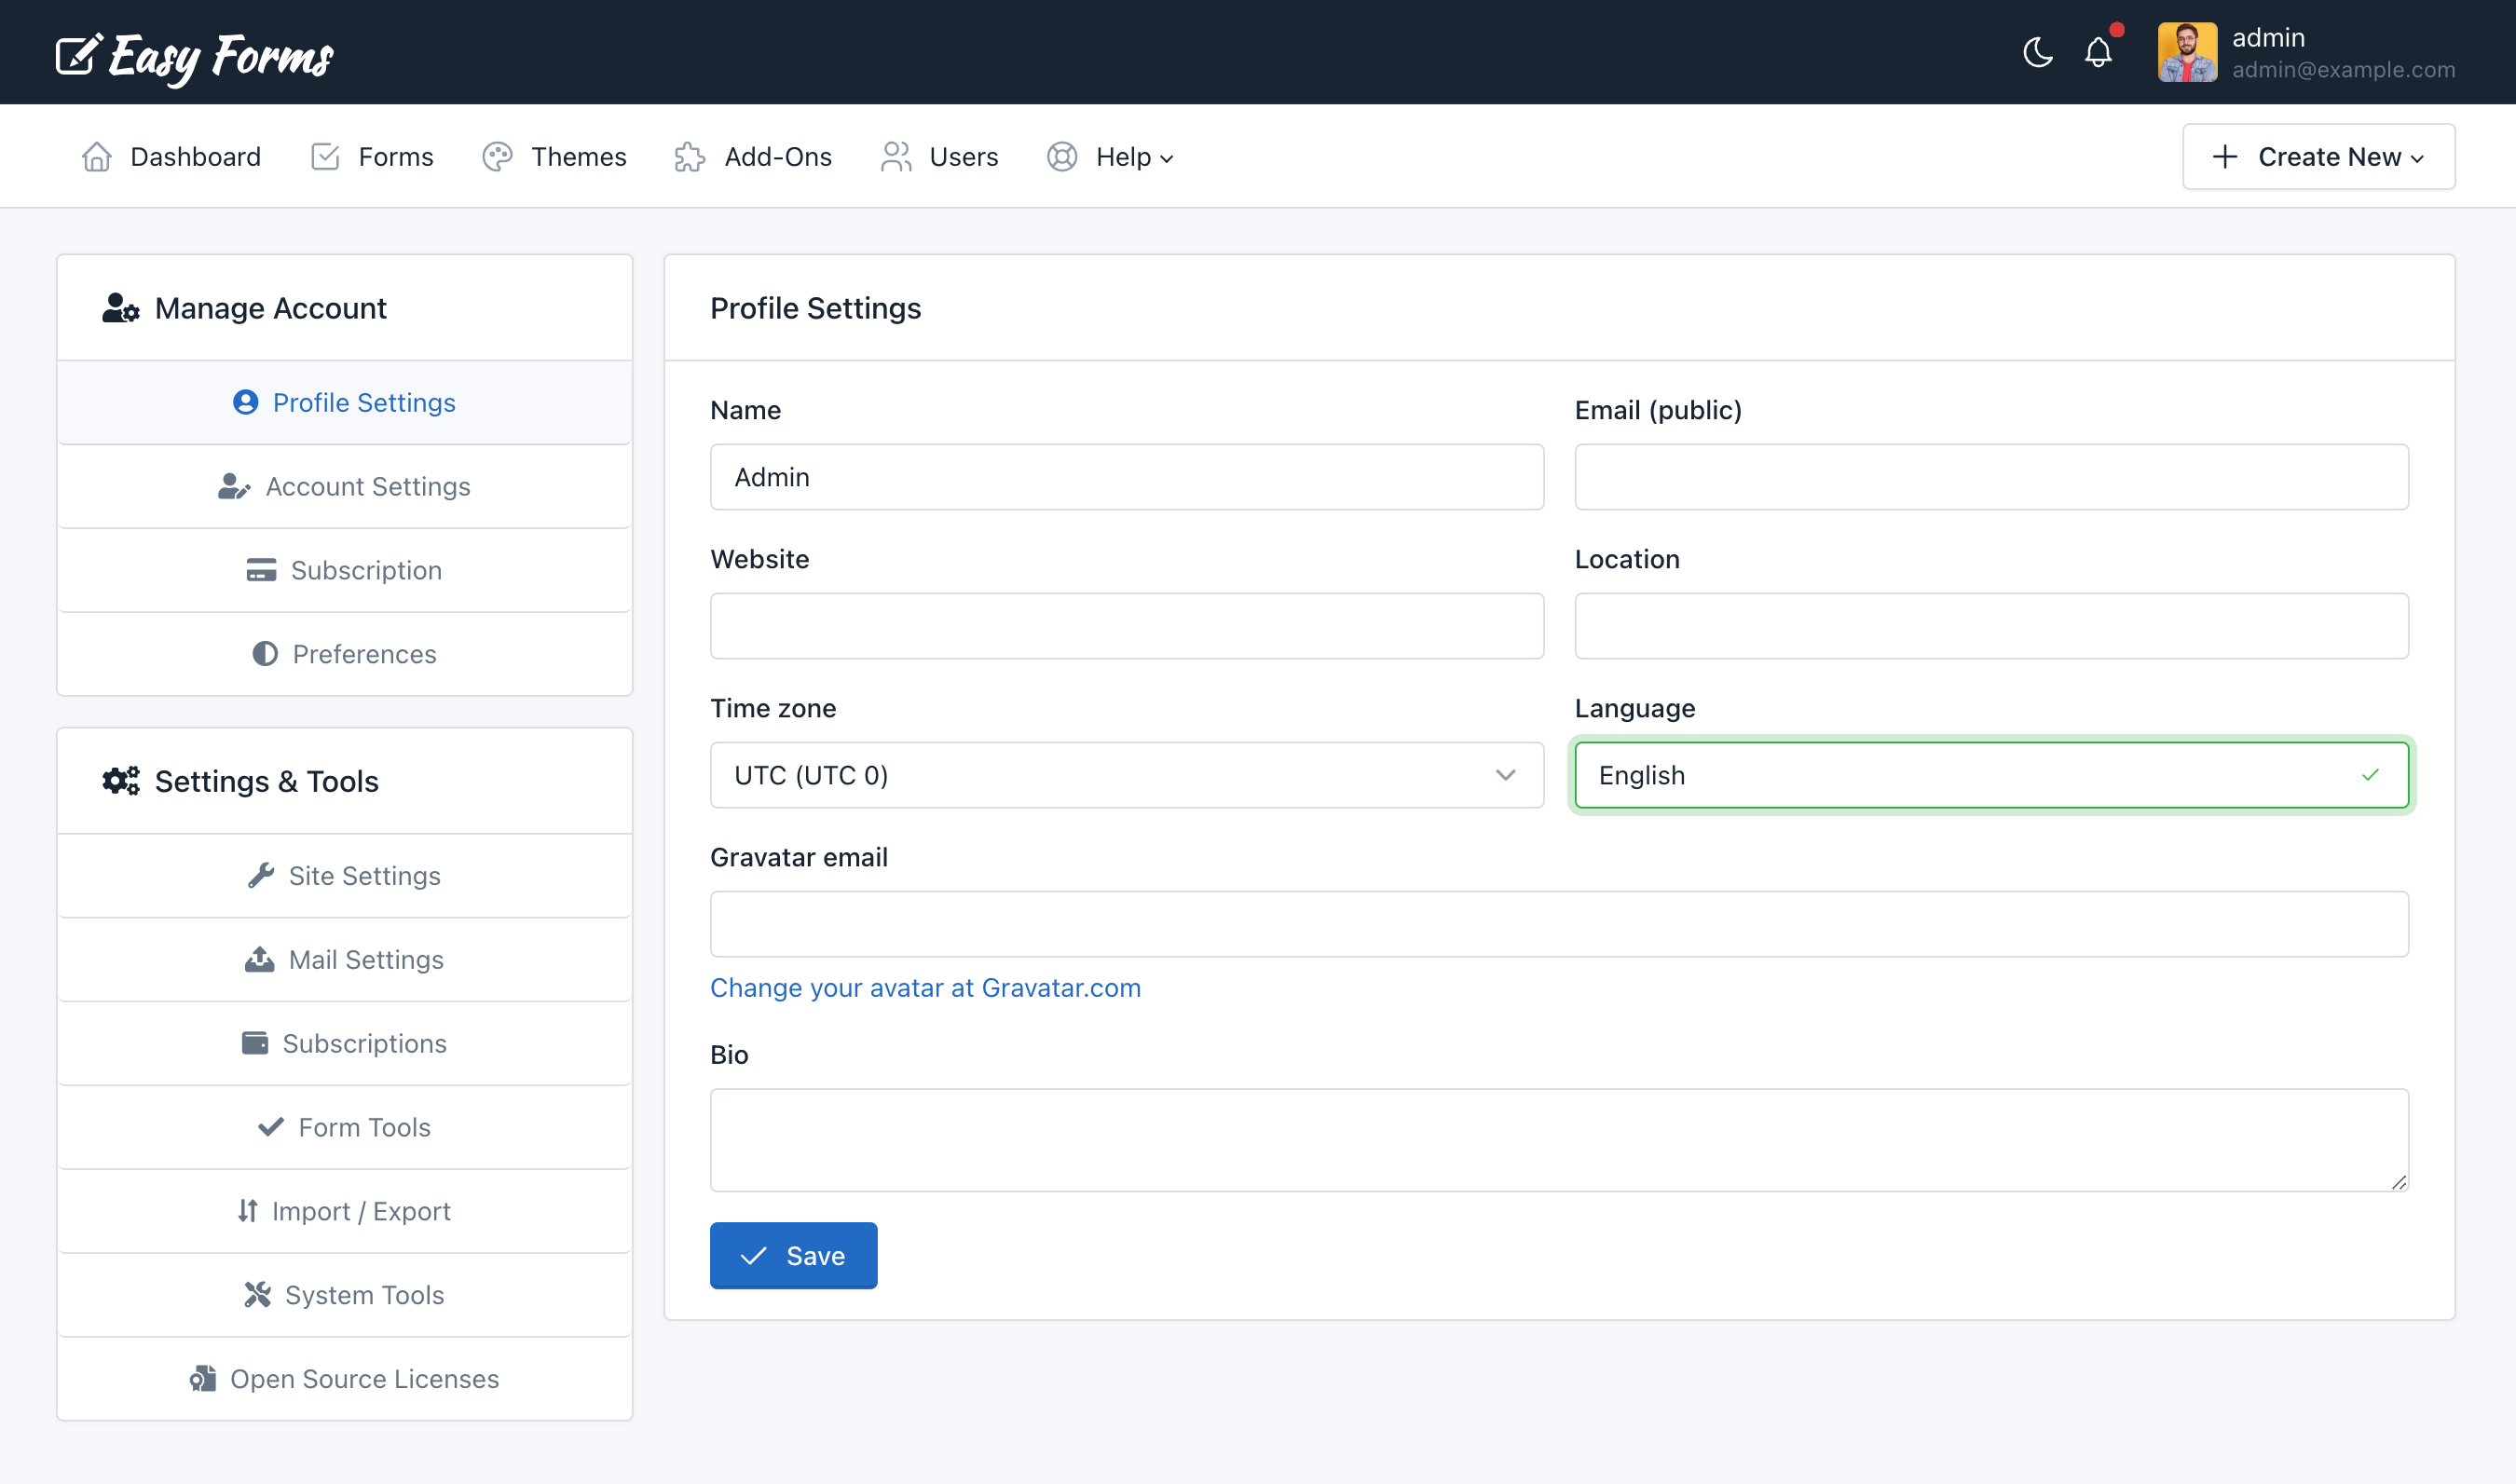 Easy Forms
admin
admin@example.com
Dashboard
Forms
Themes
Add-Ons
Users
Help
Create New
Manage Account
Profile Settings
Account Settings
Subscription
Preferences
Settings & Tools
Site Settings
Mail Settings
Subscriptions
Form Tools
Import / Export
System Tools
Open Source Licenses
Profile Settings
Name
Email (public)
Admin
Website
Location
Time zone
Language
UTC (UTC 0)
English
Gravatar email
Change your avatar at Gravatar.com
Bio
Save